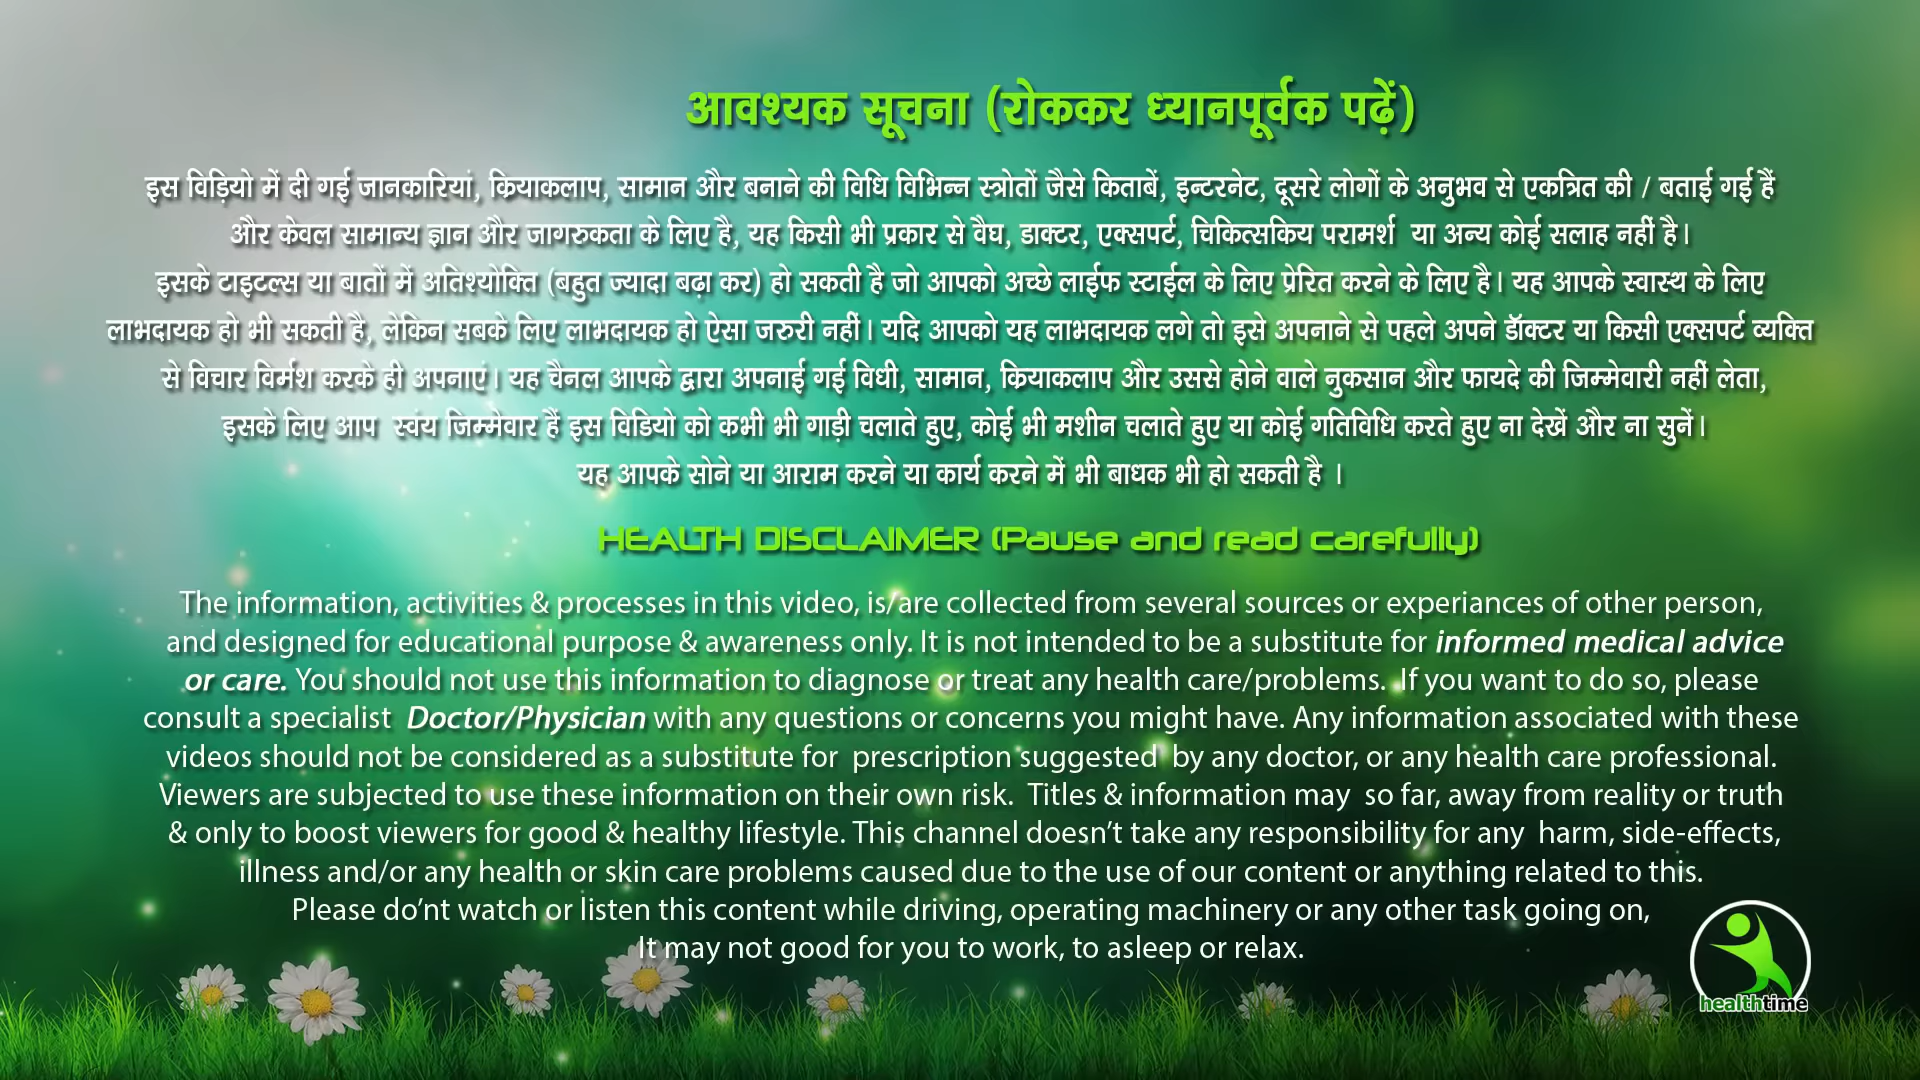 आवश्यक सूचना (रोककर ध्यानपूर्वक पढ़ें)
इस विड़ियो में दी गई जानकारियां, क्रियाकलाप, सामान और बनाने की विधि विभिन्न स्त्रोतों जैसे किताबें, इन्टरनेट, दूसरे लोगों के अनुभव से एकत्रित की / बताई गई हैं
और केवल सामान्य ज्ञान और जागरुकता के लिए है, यह किसी भी प्रकार से वैघ, डाक्टर, एक्सपर्ट, चिकित्सकिय परामर्श या अन्य कोई सलाह नहीं है।
इसके टाइटल्स या बातों में अतिश्योक्ति (बहुत ज्यादा बढ़ा कर) हो सकती है जो आपको अच्छे लाईफ स्टाईल के लिए प्रेरित करने के लिए है। यह आपके स्वास्थ के लिए
लाभदायक हो भी सकती है, लेकिन सबके लिए लाभदायक हो ऐसा जरुरी नहीं। यदि आपको यह लाभदायक लगे तो इसे अपनाने से पहले अपने डॉक्टर या किसी एक्सपर्ट व्यक्ति
से विचार विर्मश करके ही अपनाएं। यह चैनल आपके द्वारा अपनाई गई विधी, सामान, क्रियाकलाप और उससे होने वाले नुकसान और फायदे की जिम्मेवारी नहीं लेता,
इसके लिए आप स्वंय जिम्मेवार हैं इस विडियो को कभी भी गाड़ी चलाते हुए, कोई भी मशीन चलाते हुए या कोई गतिविधि करते हुए ना देखें और ना सुनें।
यह आपके सोने या आराम करने या कार्य करने में भी बाधक भी हो सकती है ।
HEALTH DISCLAIMER (Pause and read carefully)
The information, activities & processes in this video, is/are collected from several sources or experiances of other person,
and designed for educational purpose & awareness only. It is not intended to be a substitute for informed medical advice
or care. You should not use this information to diagnose or treat any health care/problems. If you want to do so, please
consult a specialist Doctor/Physician with any questions or concerns you might have. Any information associated with these
videos should not be considered as a substitute for prescription suggested by any doctor, or any health care professional.
Viewers are subjected to use these information on their own risk. Titles & information may so far, away from reality or truth
& only to boost viewers for good & healthy lifestyle. This channel doesn't take any responsibility for any harm, side-effects,
illness and/or any health or skin care problems caused due to the use of our content or anything related to this.
Please do'nt watch or listen this content while driving, operating machinery or any other task going on,
It may not good for you to work, to asleep or relax.
healthtime